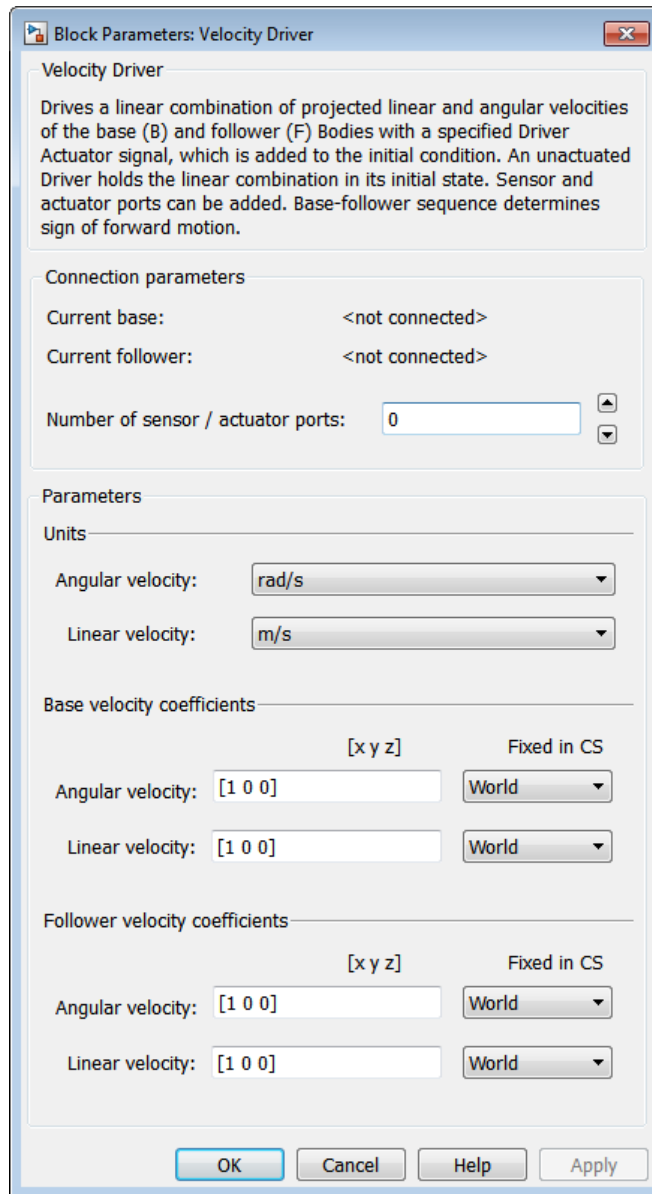 Block Parameters: Velocity Driver
Velocity Driver
Drives a linear combination of projected linear and angular velocities
of the base (B) and follower (F) Bodies with a specified Driver
Actuator signal, which is added to the initial condition. An unactuated
Driver holds the linear combination in its initial state. Sensor and
actuator ports can be added. Base-follower sequence determines
sign of forward motion.
Connection parameters
Current base: <not connected>
Current follower: <not connected>
Number of sensor / actuator ports: 0
Parameters
Units
Angular velocity: rad/s
Linear velocity: m/s
Base velocity coefficients
[x y z] Fixed in CS
Angular velocity: [1 0 0] World
Linear velocity: [1 0 0] World
Follower velocity coefficients
[x y z] Fixed in CS
Angular velocity: [1 0 0] World
Linear velocity: [1 0 0] World
OK Cancel Help Apply